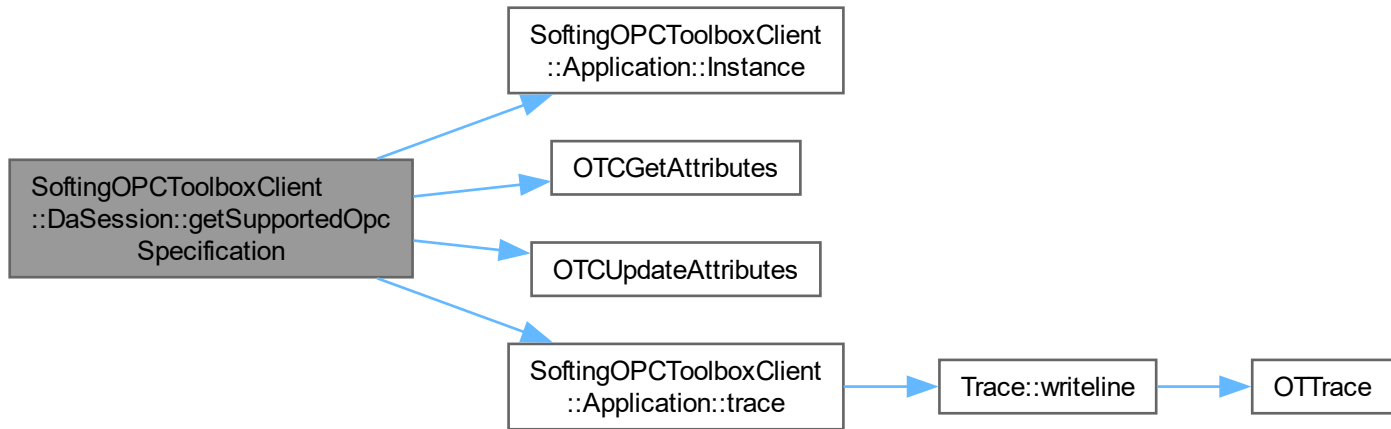 SoftingOPCToolboxClient
::Application::Instance
OTCGetAttributes
SoftingOPCToolboxClient
::DaSession::getSupportedOpc
Specification
OTCUpdateAttributes
SoftingOPCToolboxClient
::Application::trace
Trace::writeline
OTTrace